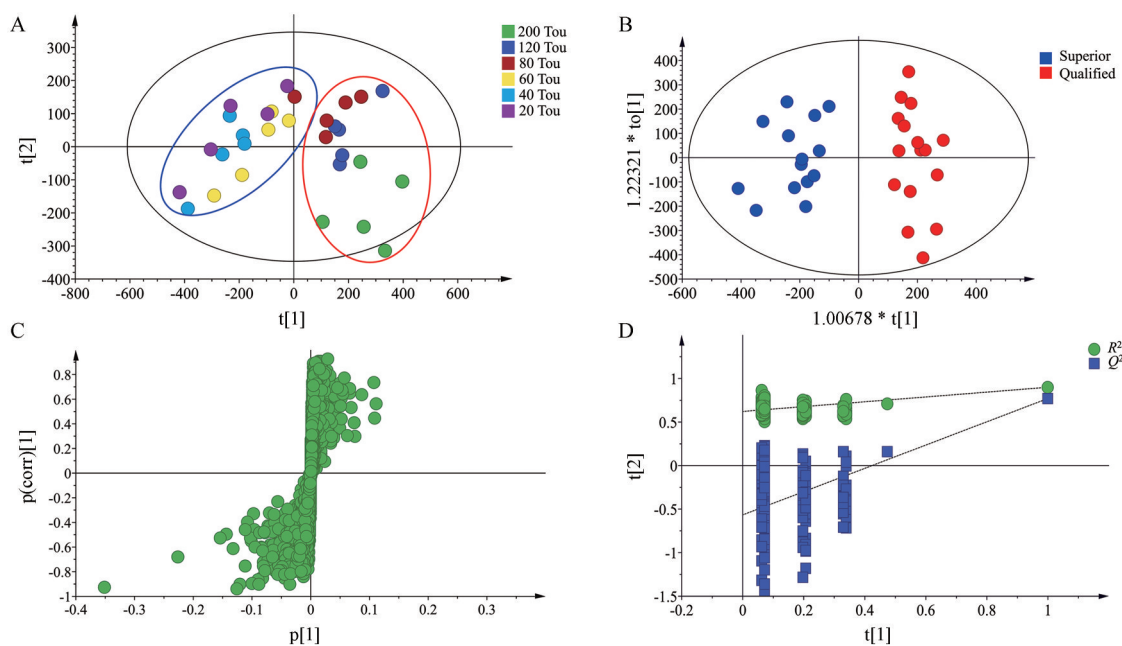 A
200 Tou
120 Tou
80 Tou
60 Tou
40 Tou
20 Tou
300
200
100
0
-100
-200
-300
-400
t[2]
-800 -600 -400 -200 0 200 400 600
t[1]
B
Superior
Qualified
400
300
200
100
0
-100
-200
-300
-400
-500
1.22321 * to[1]
-600 -400 -200 0 200 400
1.00678 * t[1]
C
0.8
0.6
0.4
0.2
0
-0.2
-0.4
-0.6
-0.8
-1
p(corr)[1]
-0.4 -0.3 -0.2 -0.1 0 0.1 0.2 0.3
p[1]
D
R²
Q²
1
0.5
0
-0.5
-1
-1.5
t[2]
-0.2 0 0.2 0.4 0.6 0.8 1
t[1]